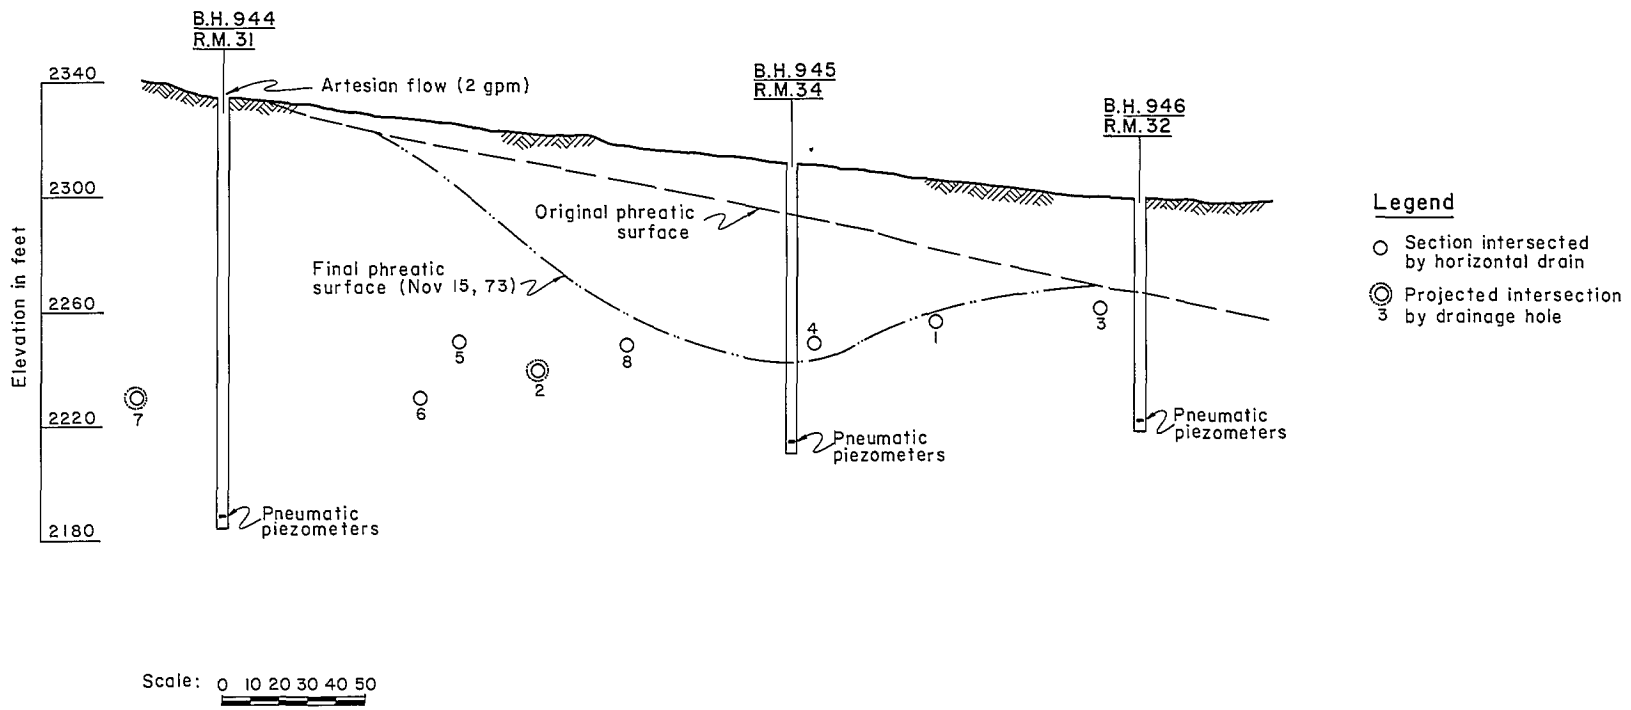 B.H. 944
R.M. 31
Artesian flow (2 gpm)
B.H. 945
R.M. 34
B.H. 946
R.M. 32
Elevation in feet
2340
2300
2260
2220
2180
Original phreatic
surface
Final phreatic
surface (Nov 15, 73)
7
6
5
2
8
4
1
3
Pneumatic
piezometers
Pneumatic
piezometers
Pneumatic
piezometers
Legend
Section intersected
by horizontal drain
Projected intersection
3 by drainage hole
Scale: 0 10 20 30 40 50